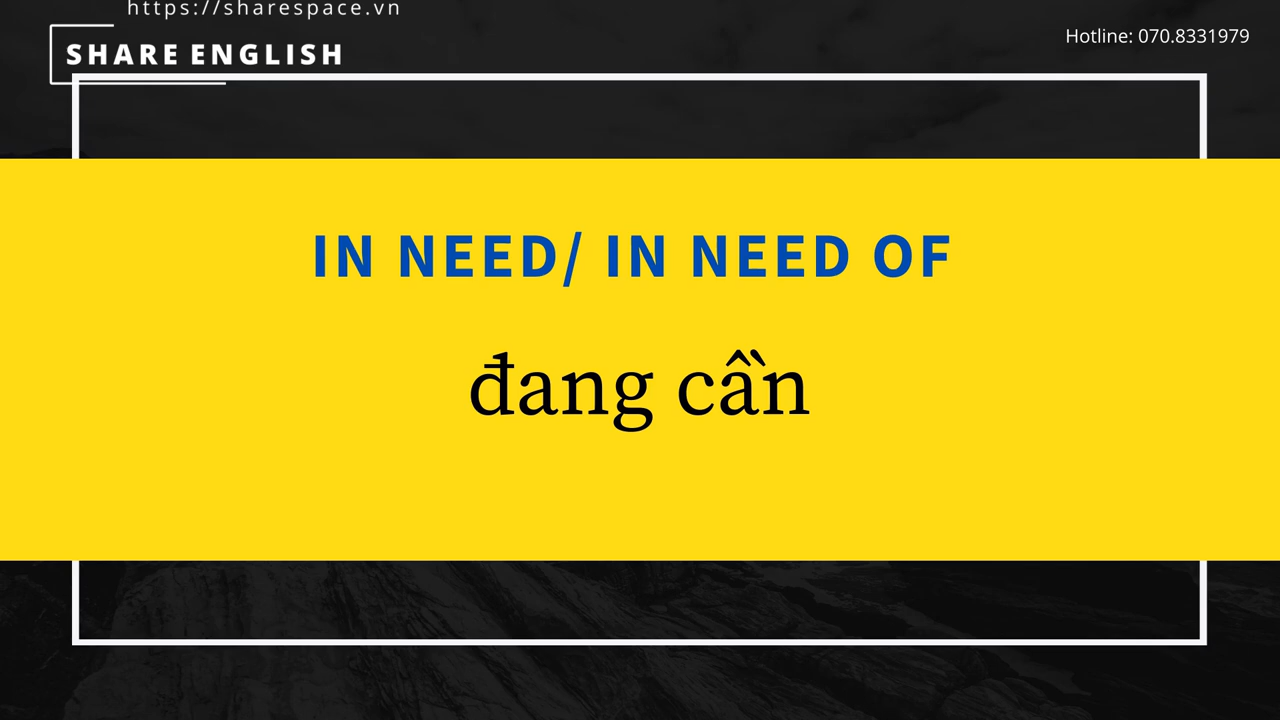 https://sharespace.vn
SHARE ENGLISH
Hotline: 070.8331979
IN NEED/ IN NEED OF
đang cần